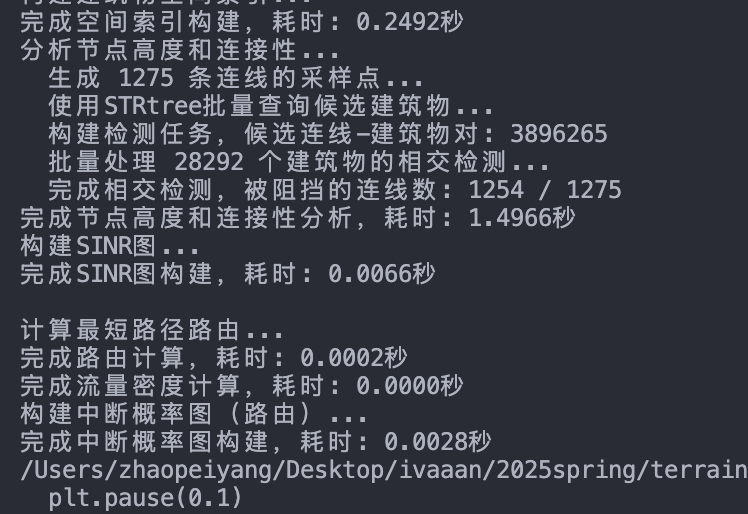 完成空间索引构建, 耗时: 0.2492秒
分析节点高度和连接性...
生成 1275 条连线的采样点...
使用STRtree批量查询候选建筑物...
构建检测任务, 候选连线-建筑物对: 3896265
批量处理 28292 个建筑物的相交检测...
完成相交检测, 被阻挡的连线数: 1254 / 1275
完成节点高度和连接性分析, 耗时: 1.4966秒
构建SINR图...
完成SINR图构建, 耗时: 0.0066秒
计算最短路径路由...
完成路由计算, 耗时: 0.0002秒
完成流量密度计算, 耗时: 0.0000秒
构建中断概率图 (路由) ...
完成中断概率图构建, 耗时: 0.0028秒
/Users/zhaopeiyang/Desktop/ivaaan/2025spring/terrain
plt.pause(0.1)